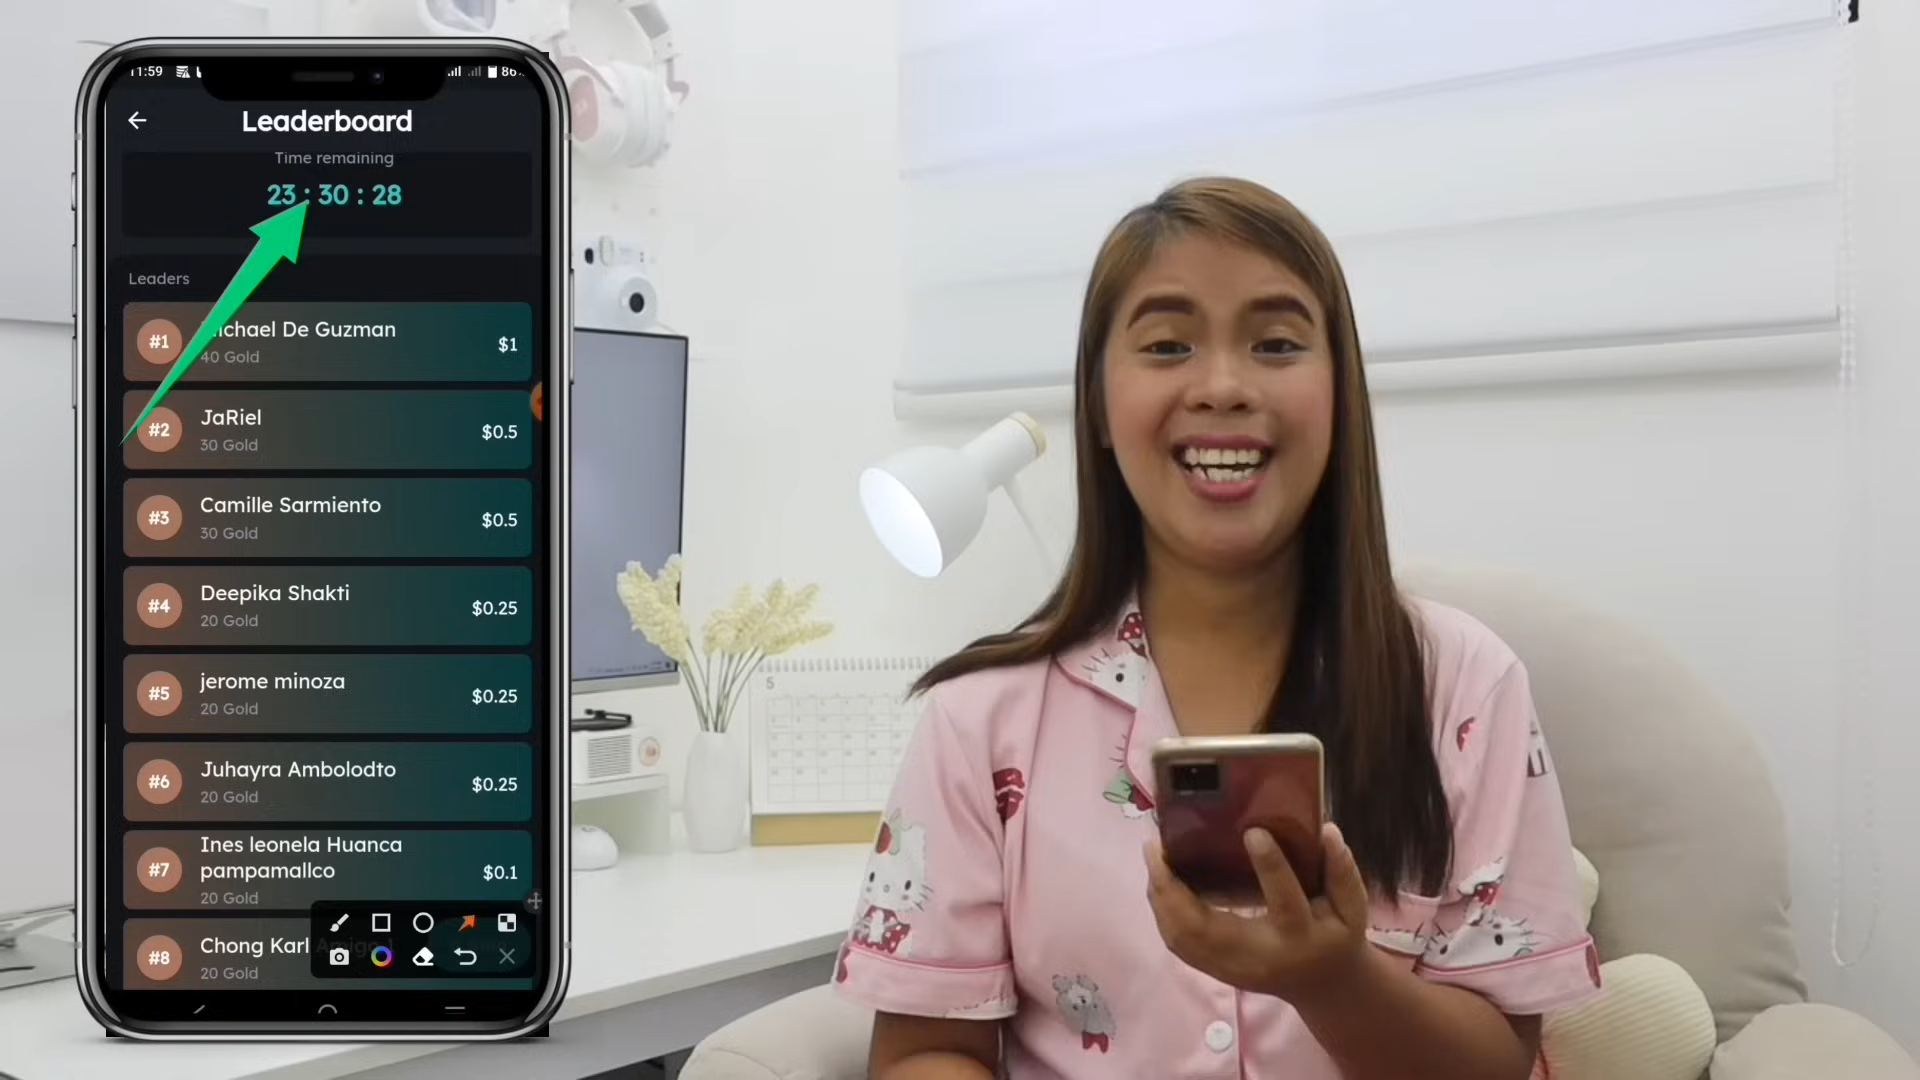 11:59
86
Leaderboard
Time remaining
23 : 30 : 28
Leaders
#1
ichael De Guzman
40 Gold
$1
#2
JaRiel
30 Gold
$0.5
#3
Camille Sarmiento
30 Gold
$0.5
#4
Deepika Shakti
20 Gold
$0.25
#5
jerome minoza
20 Gold
$0.25
#6
Juhayra Ambolodto
20 Gold
$0.25
#7
Ines leonela Huanca
pampamallco
20 Gold
$0.1
#8
Chong Karl
20 Gold
5